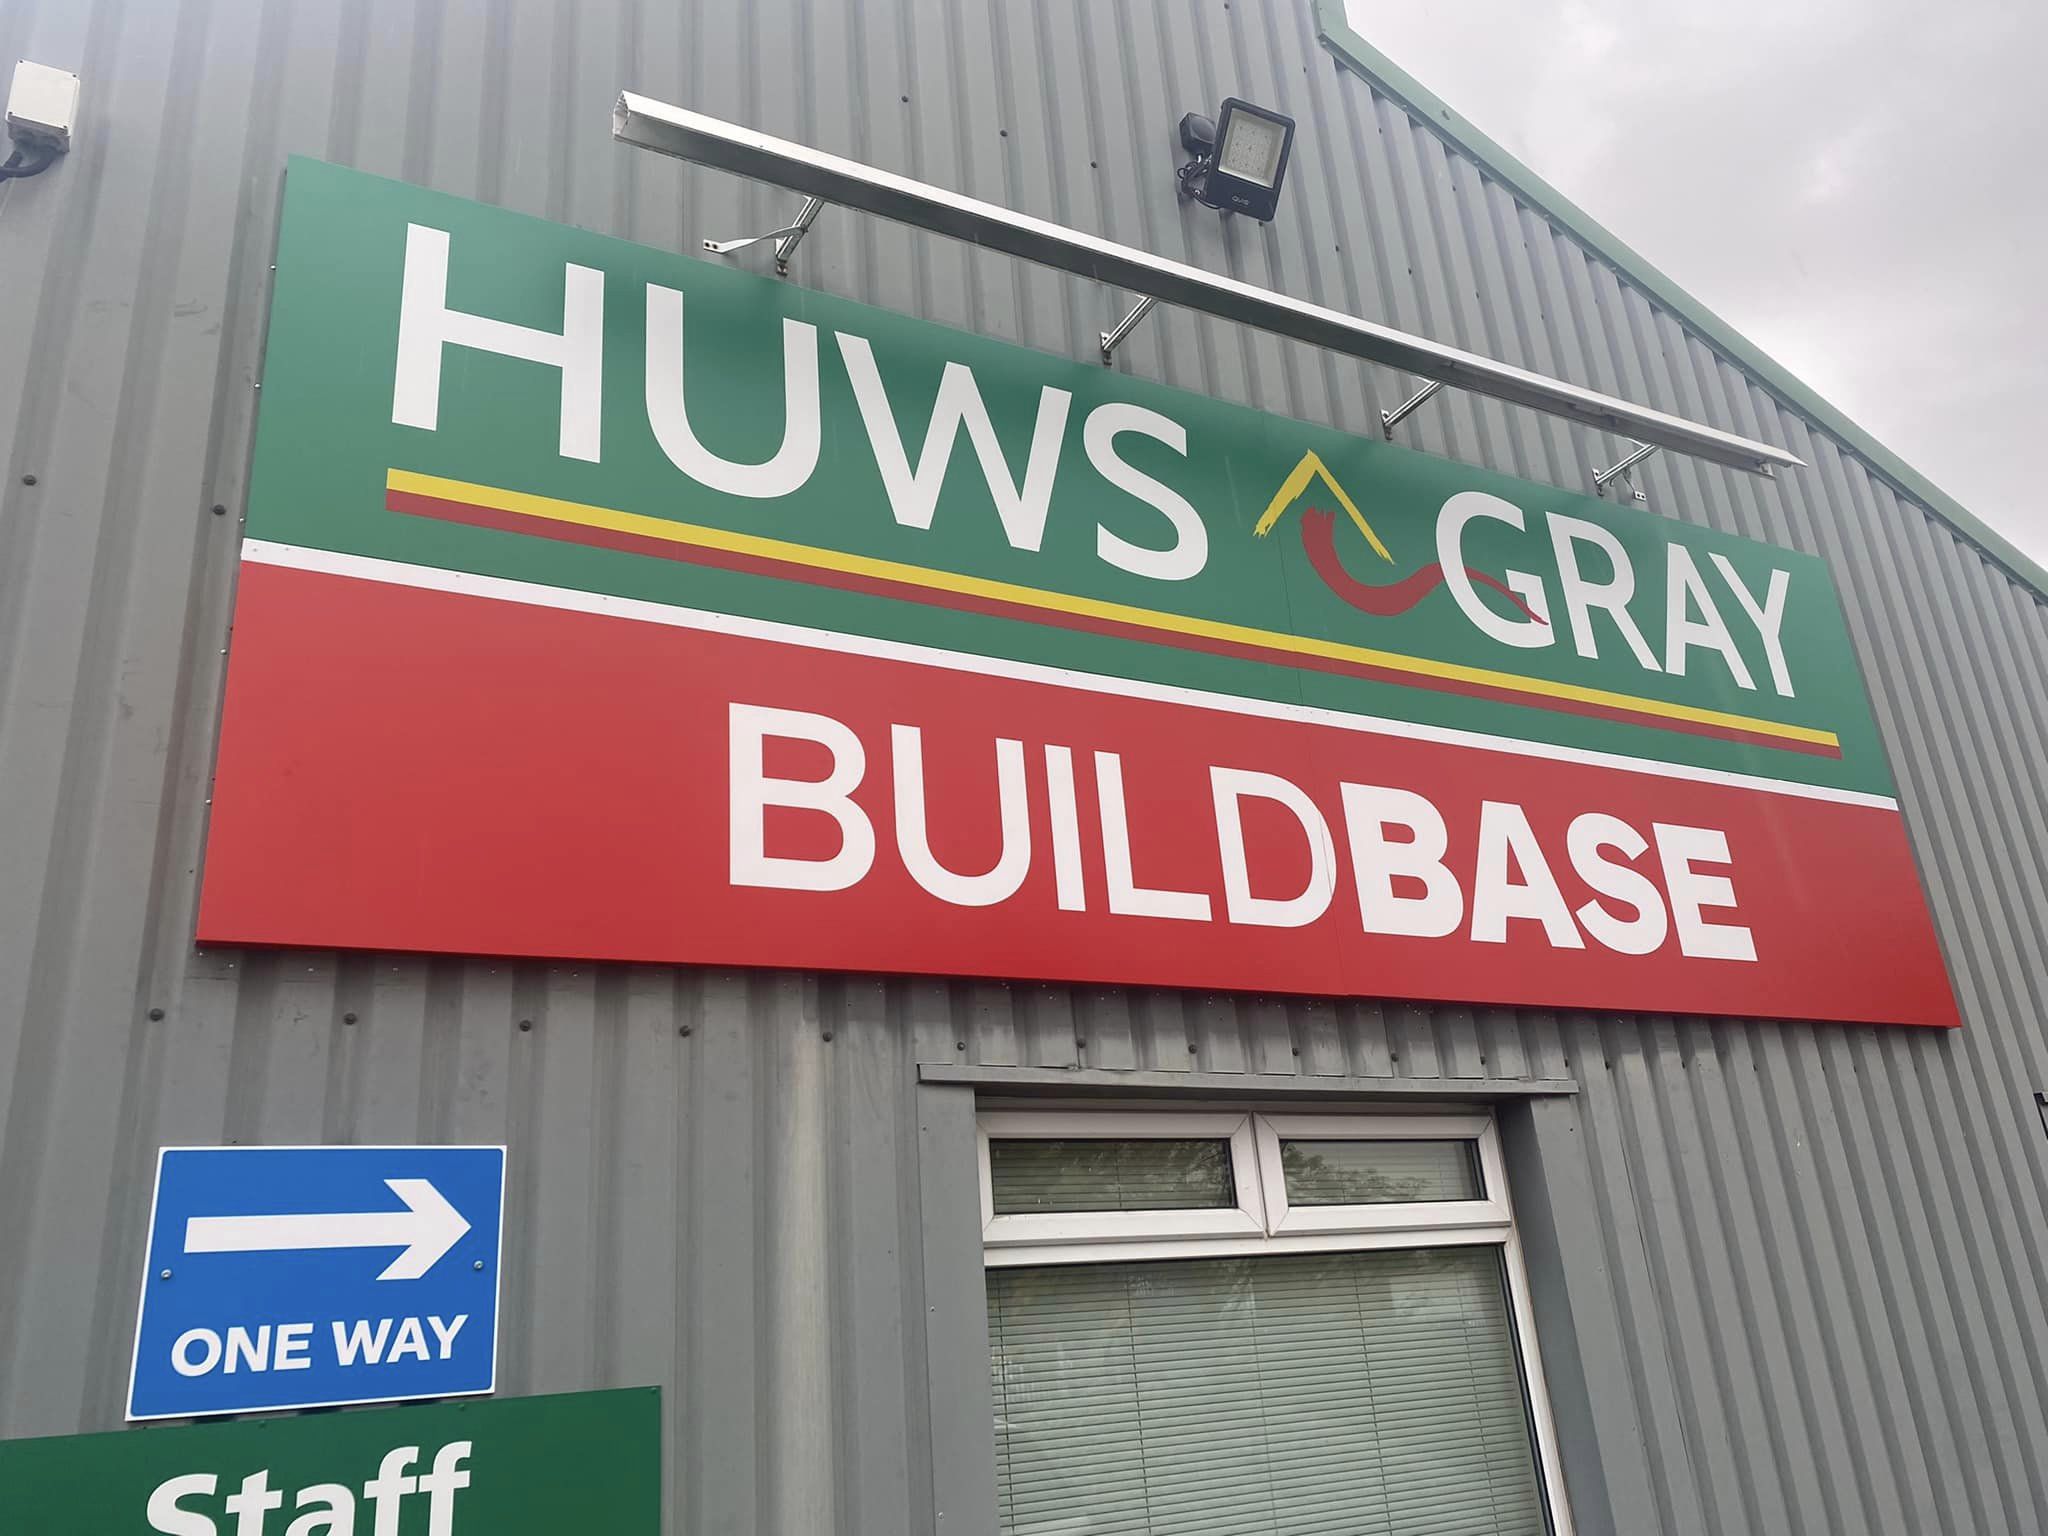 HUWS GRAY
BUILDBASE
ONE WAY
Staff